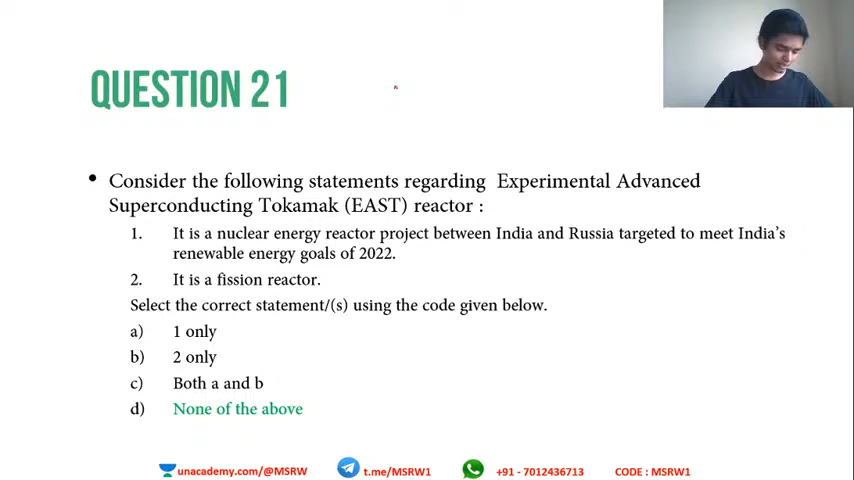 QUESTION 21
• Consider the following statements regarding Experimental Advanced
Superconducting Tokamak (EAST) reactor :
1. It is a nuclear energy reactor project between India and Russia targeted to meet India's
renewable energy goals of 2022.
2. It is a fission reactor.
Select the correct statement/(s) using the code given below.
a) 1 only
b) 2 only
c) Both a and b
d) None of the above
unacademy.com/@MSRW t.me/MSRW1 +91 - 7012436713 CODE : MSRW1